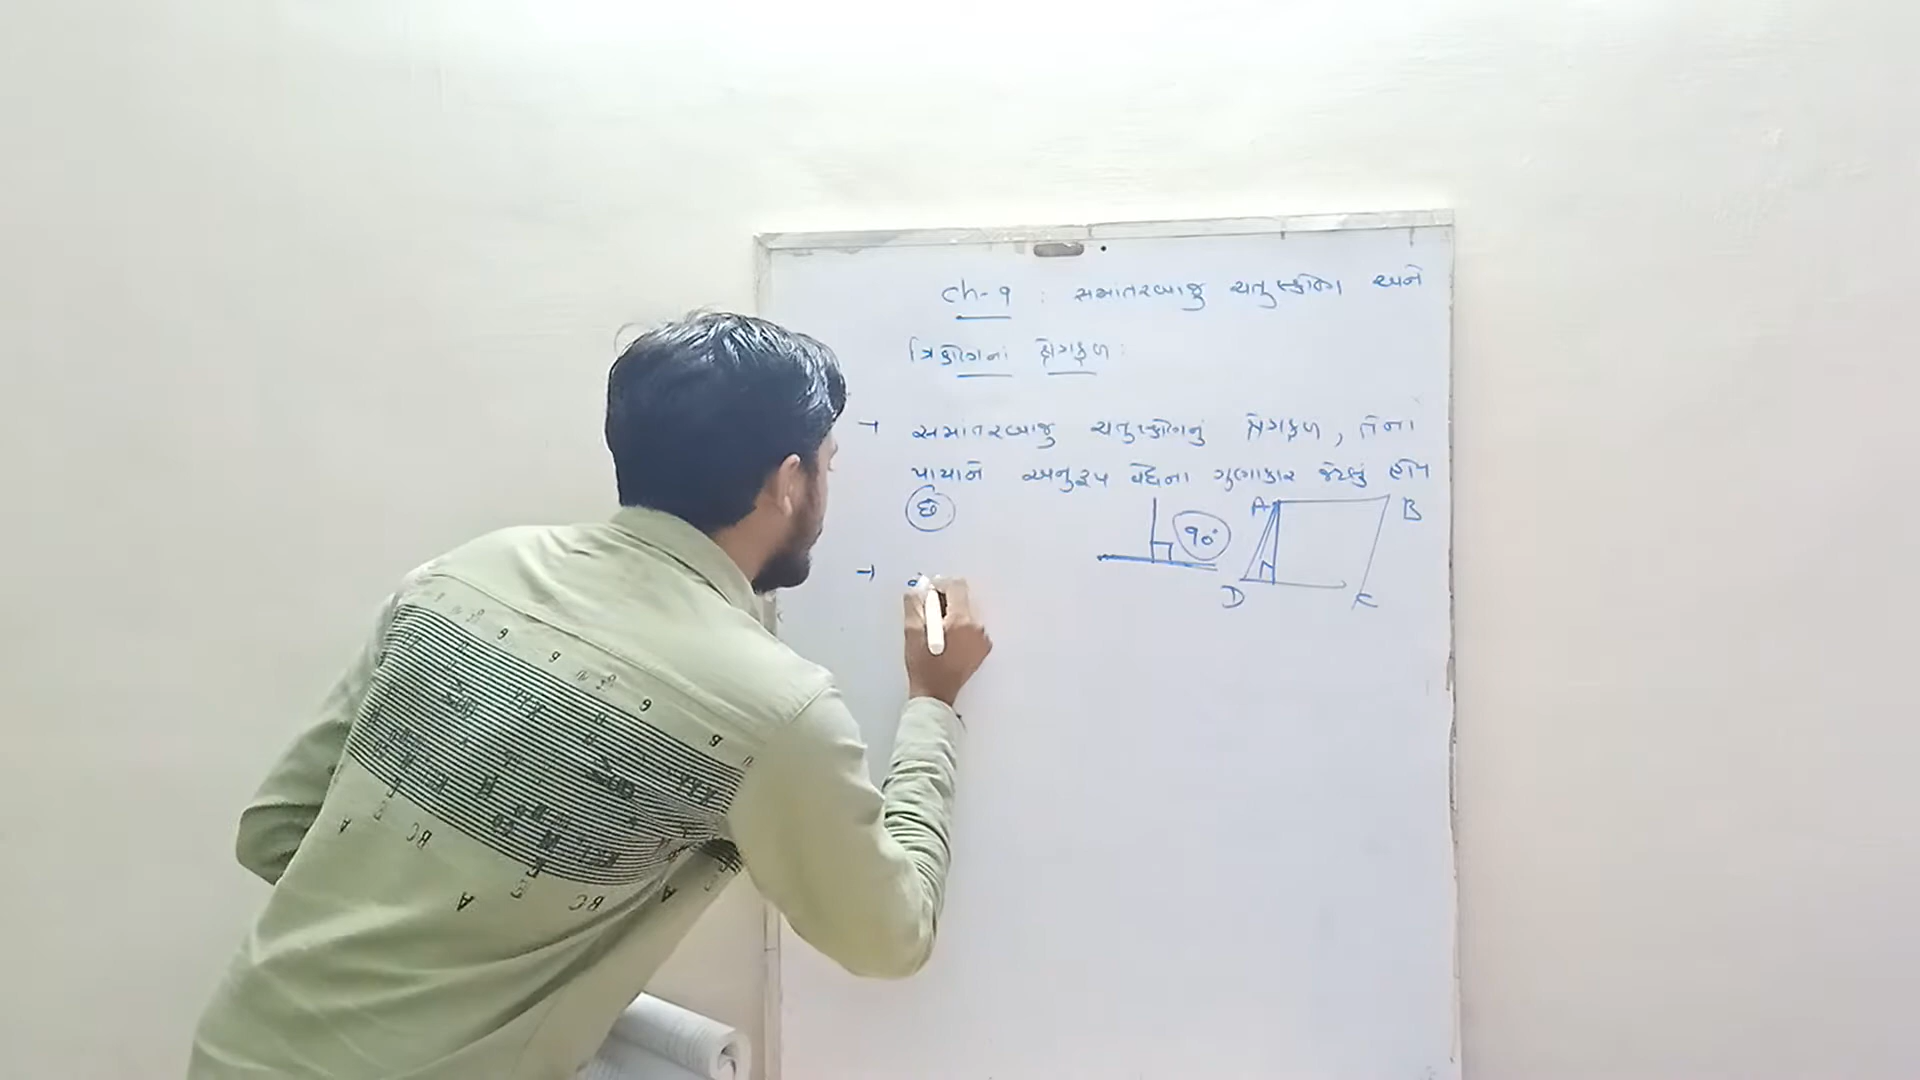 Ch-9 : સમાંતરબાજુ ચતુષ્કોણ અને
ત્રિકોણનાં ક્ષેત્રફળ :
→ સમાંતરબાજુ ચતુષ્કોણનું ક્ષેત્રફળ, તેના
પાયાને અનુરૂપ વેધના ગુણાકાર જેટલું હોય
છે
90°
A B
D C
→